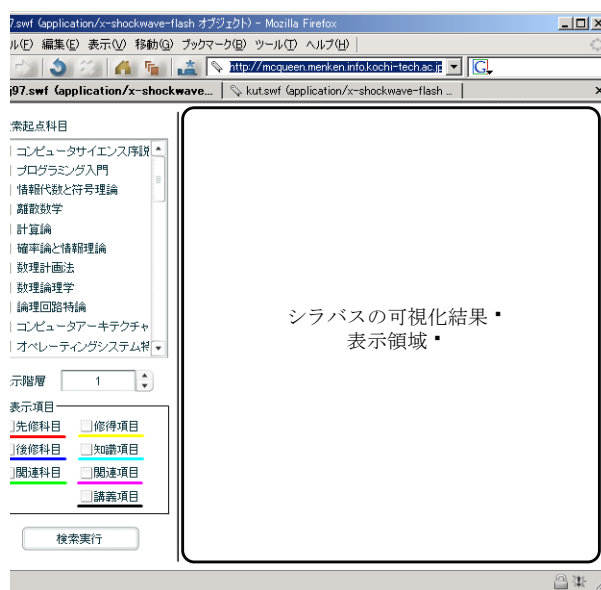 7.swf (application/x-shockwave-flash オブジェクト) - Mozilla Firefox
ル(F) 編集(E) 表示(V) 移動(G) ブックマーク(B) ツール(T) ヘルプ(H)
http://mcqueen.menken.info.kochi-tech.ac.jp
G
j97.swf (application/x-shockwave...
kut.swf (application/x-shockwave-flash ...
索起点科目
コンピュータサイエンス序説
プログラミング入門
情報代数と符号理論
離散数学
計算論
確率論と情報理論
数理計画法
数理論理学
論理回路特論
コンピュータアーキテクチャ
オペレーティングシステム特
示階層 1
表示項目
先修科目 修得項目
後修科目 知識項目
関連科目 関連項目
講義項目
検索実行
シラバスの可視化結果
表示領域